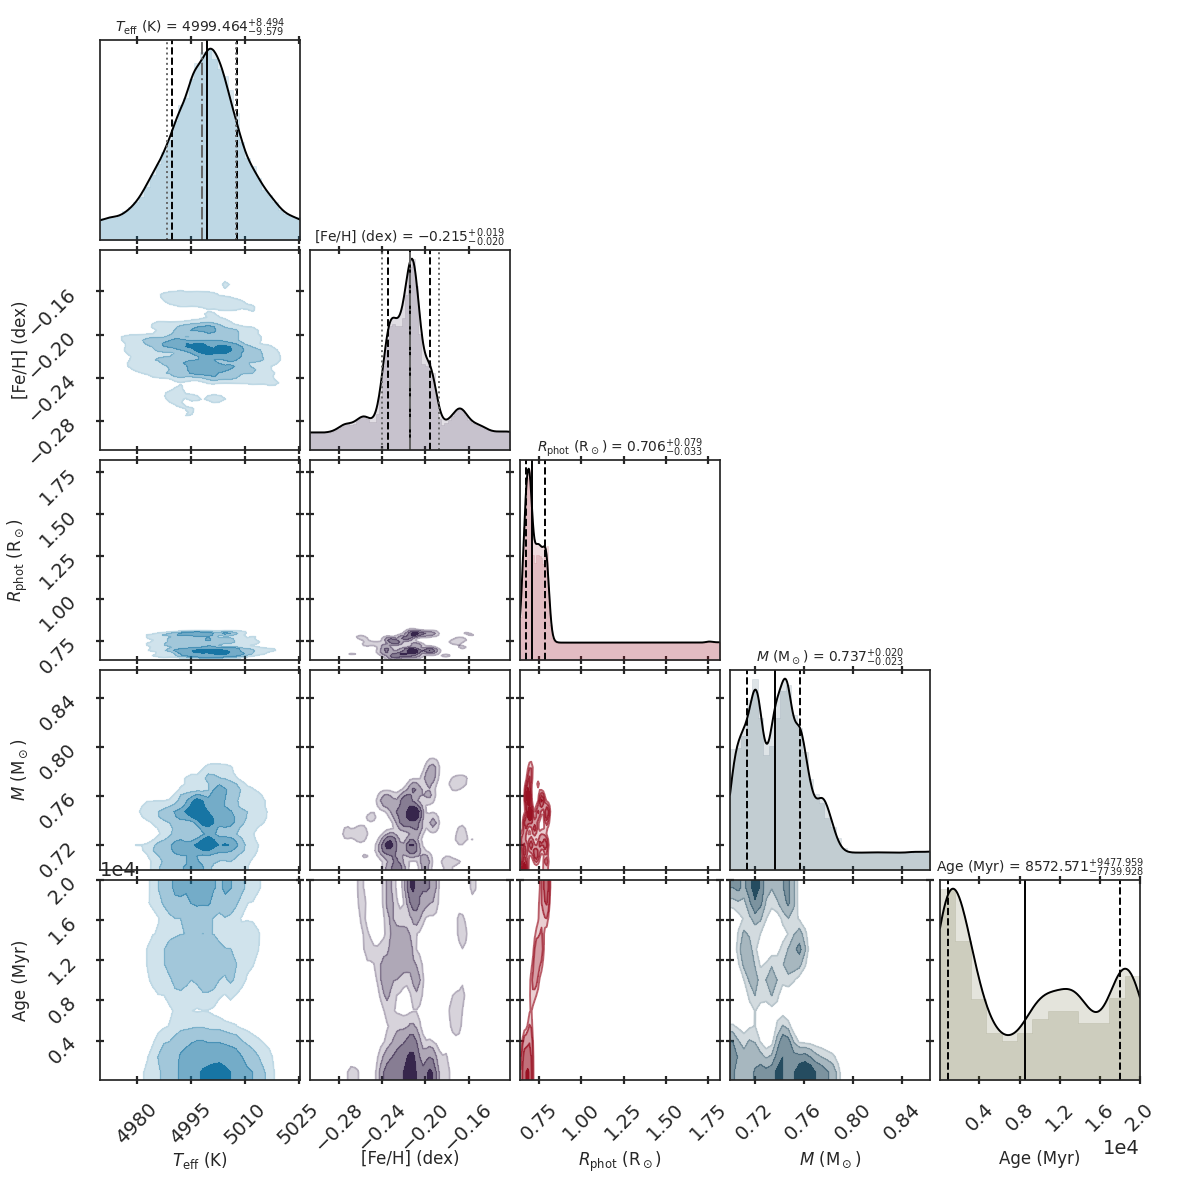 T_eff (K) = 4999.464 +8.494 −9.579
[Fe/H] (dex) = −0.215 +0.019 −0.020
[Fe/H] (dex)
−0.16
−0.20
−0.24
−0.28
R_phot (R_⊙) = 0.706 +0.079 −0.033
R_phot (R_⊙)
1.75
1.50
1.25
1.00
0.75
M (M_⊙) = 0.737 +0.020 −0.023
M (M_⊙)
0.84
0.80
0.76
0.72
1e4
Age (Myr) = 8572.571 +9477.959 −7739.928
Age (Myr)
2.0
1.6
1.2
0.8
0.4
4980 4995 5010 5025
−0.28 −0.24 −0.20 −0.16
0.75 1.00 1.25 1.50 1.75
0.72 0.76 0.80 0.84
0.4 0.8 1.2 1.6 2.0
1e4
T_eff (K)
[Fe/H] (dex)
R_phot (R_⊙)
M (M_⊙)
Age (Myr)